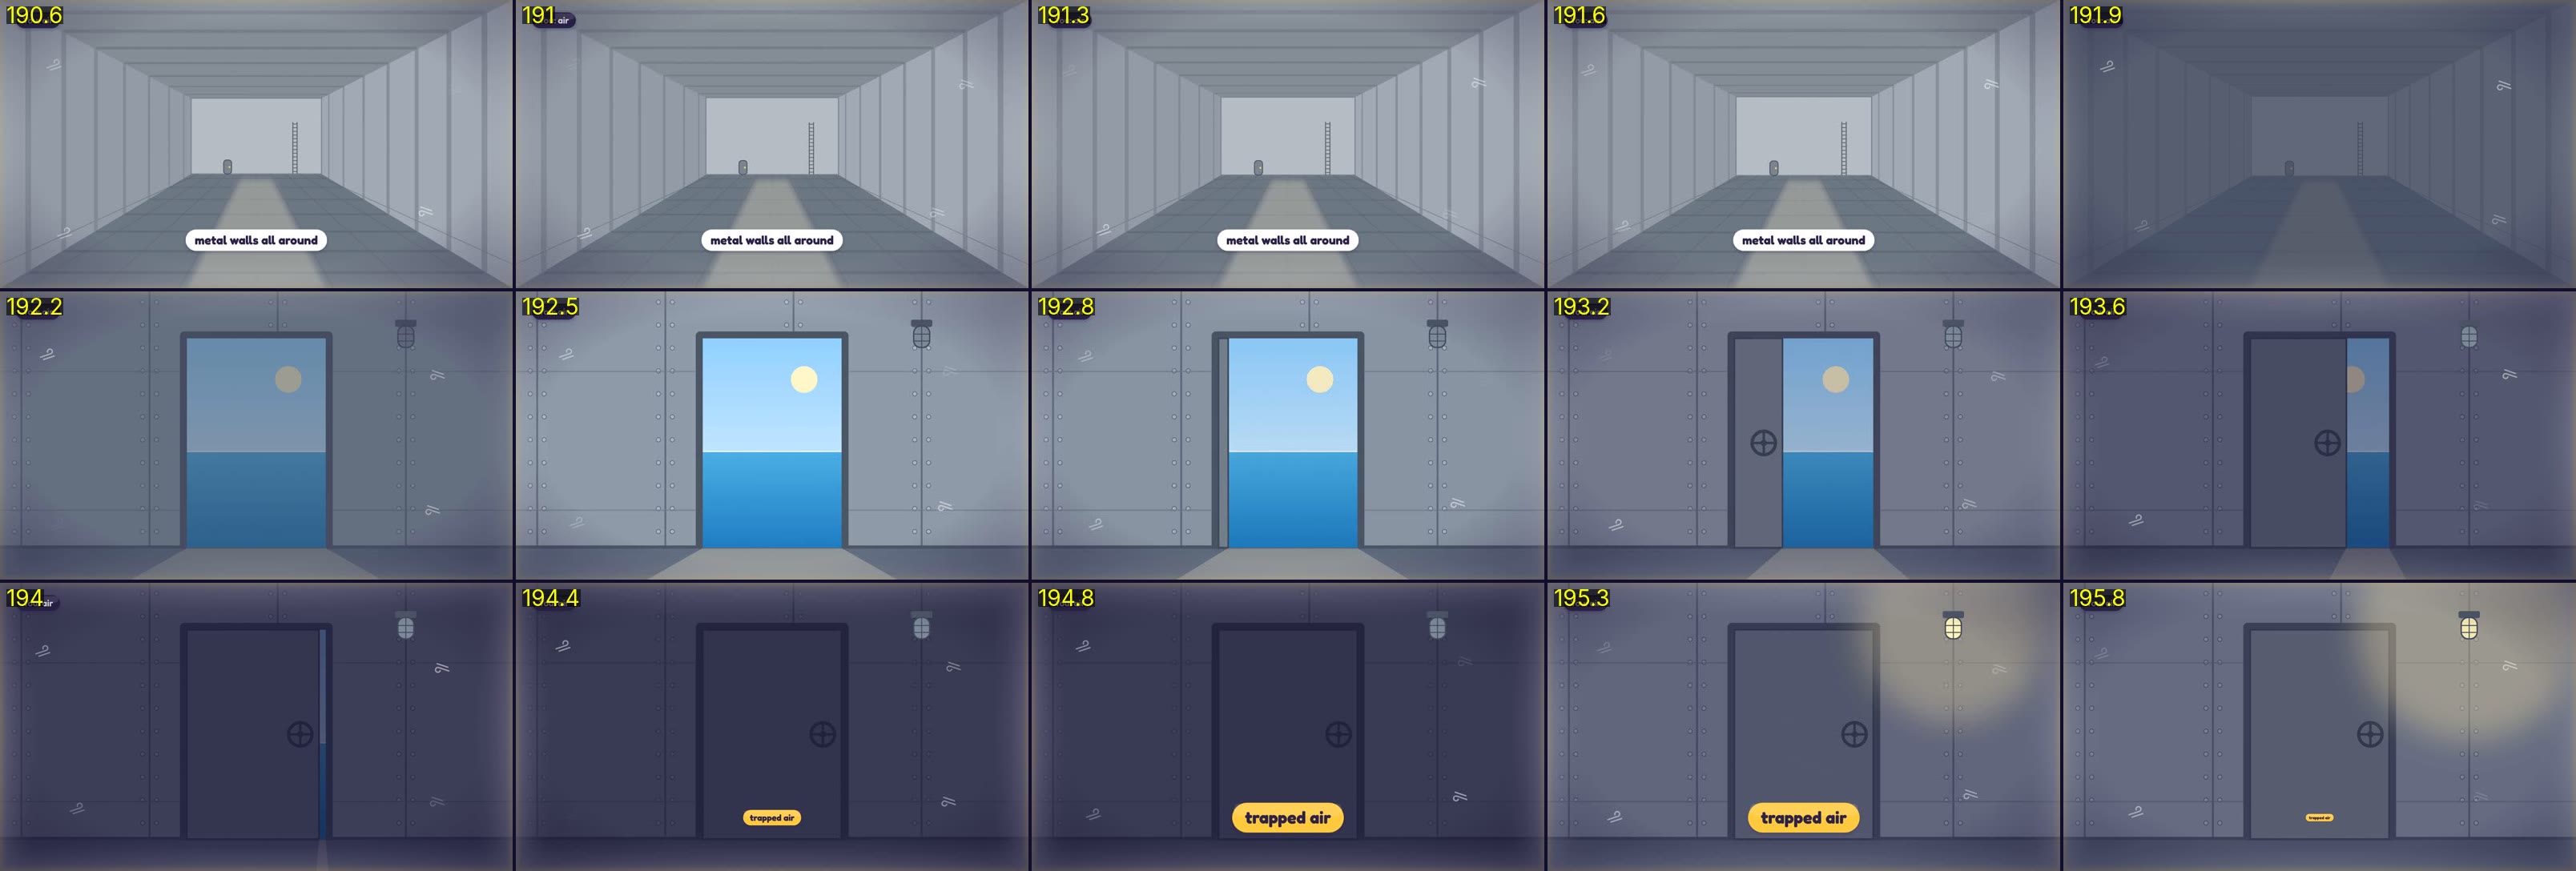 190.6
191
air
191.3
191.6
191.9
metal walls all around
metal walls all around
metal walls all around
metal walls all around
192.2
192.5
192.8
193.2
193.6
194
air
194.4
194.8
195.3
195.8
trapped air
trapped air
trapped air
trapped air